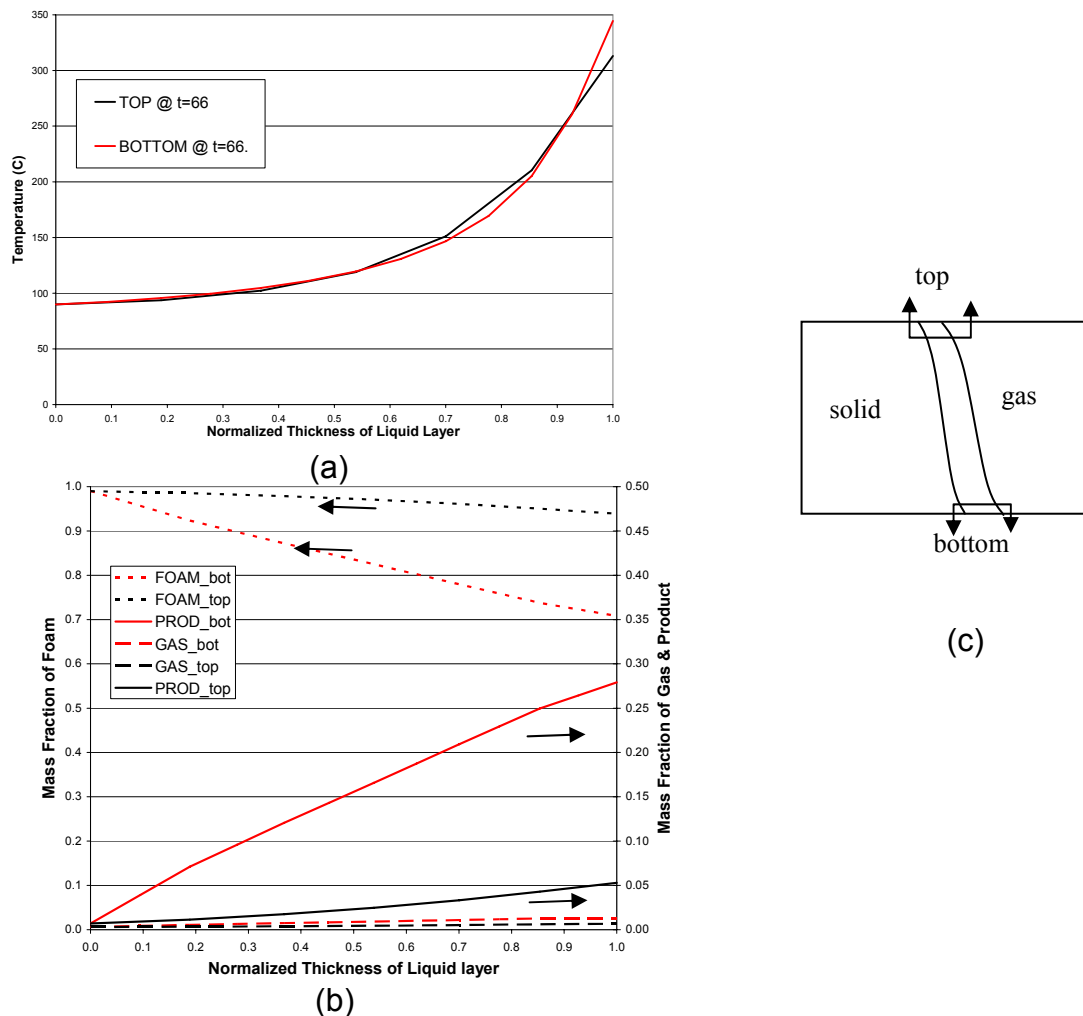 350
300
250
200
150
100
50
0
Temperature (C)
TOP @ t=66
BOTTOM @ t=66.
0.0 0.1 0.2 0.3 0.4 0.5 0.6 0.7 0.8 0.9 1.0
Normalized Thickness of Liquid Layer
(a)
1.0
0.9
0.8
0.7
0.6
0.5
0.4
0.3
0.2
0.1
0.0
Mass Fraction of Foam
FOAM_bot
FOAM_top
PROD_bot
GAS_bot
GAS_top
PROD_top
0.50
0.45
0.40
0.35
0.30
0.25
0.20
0.15
0.10
0.05
0.00
Mass Fraction of Gas & Product
0.0 0.1 0.2 0.3 0.4 0.5 0.6 0.7 0.8 0.9 1.0
Normalized Thickness of Liquid layer
(b)
top
solid
gas
bottom
(c)